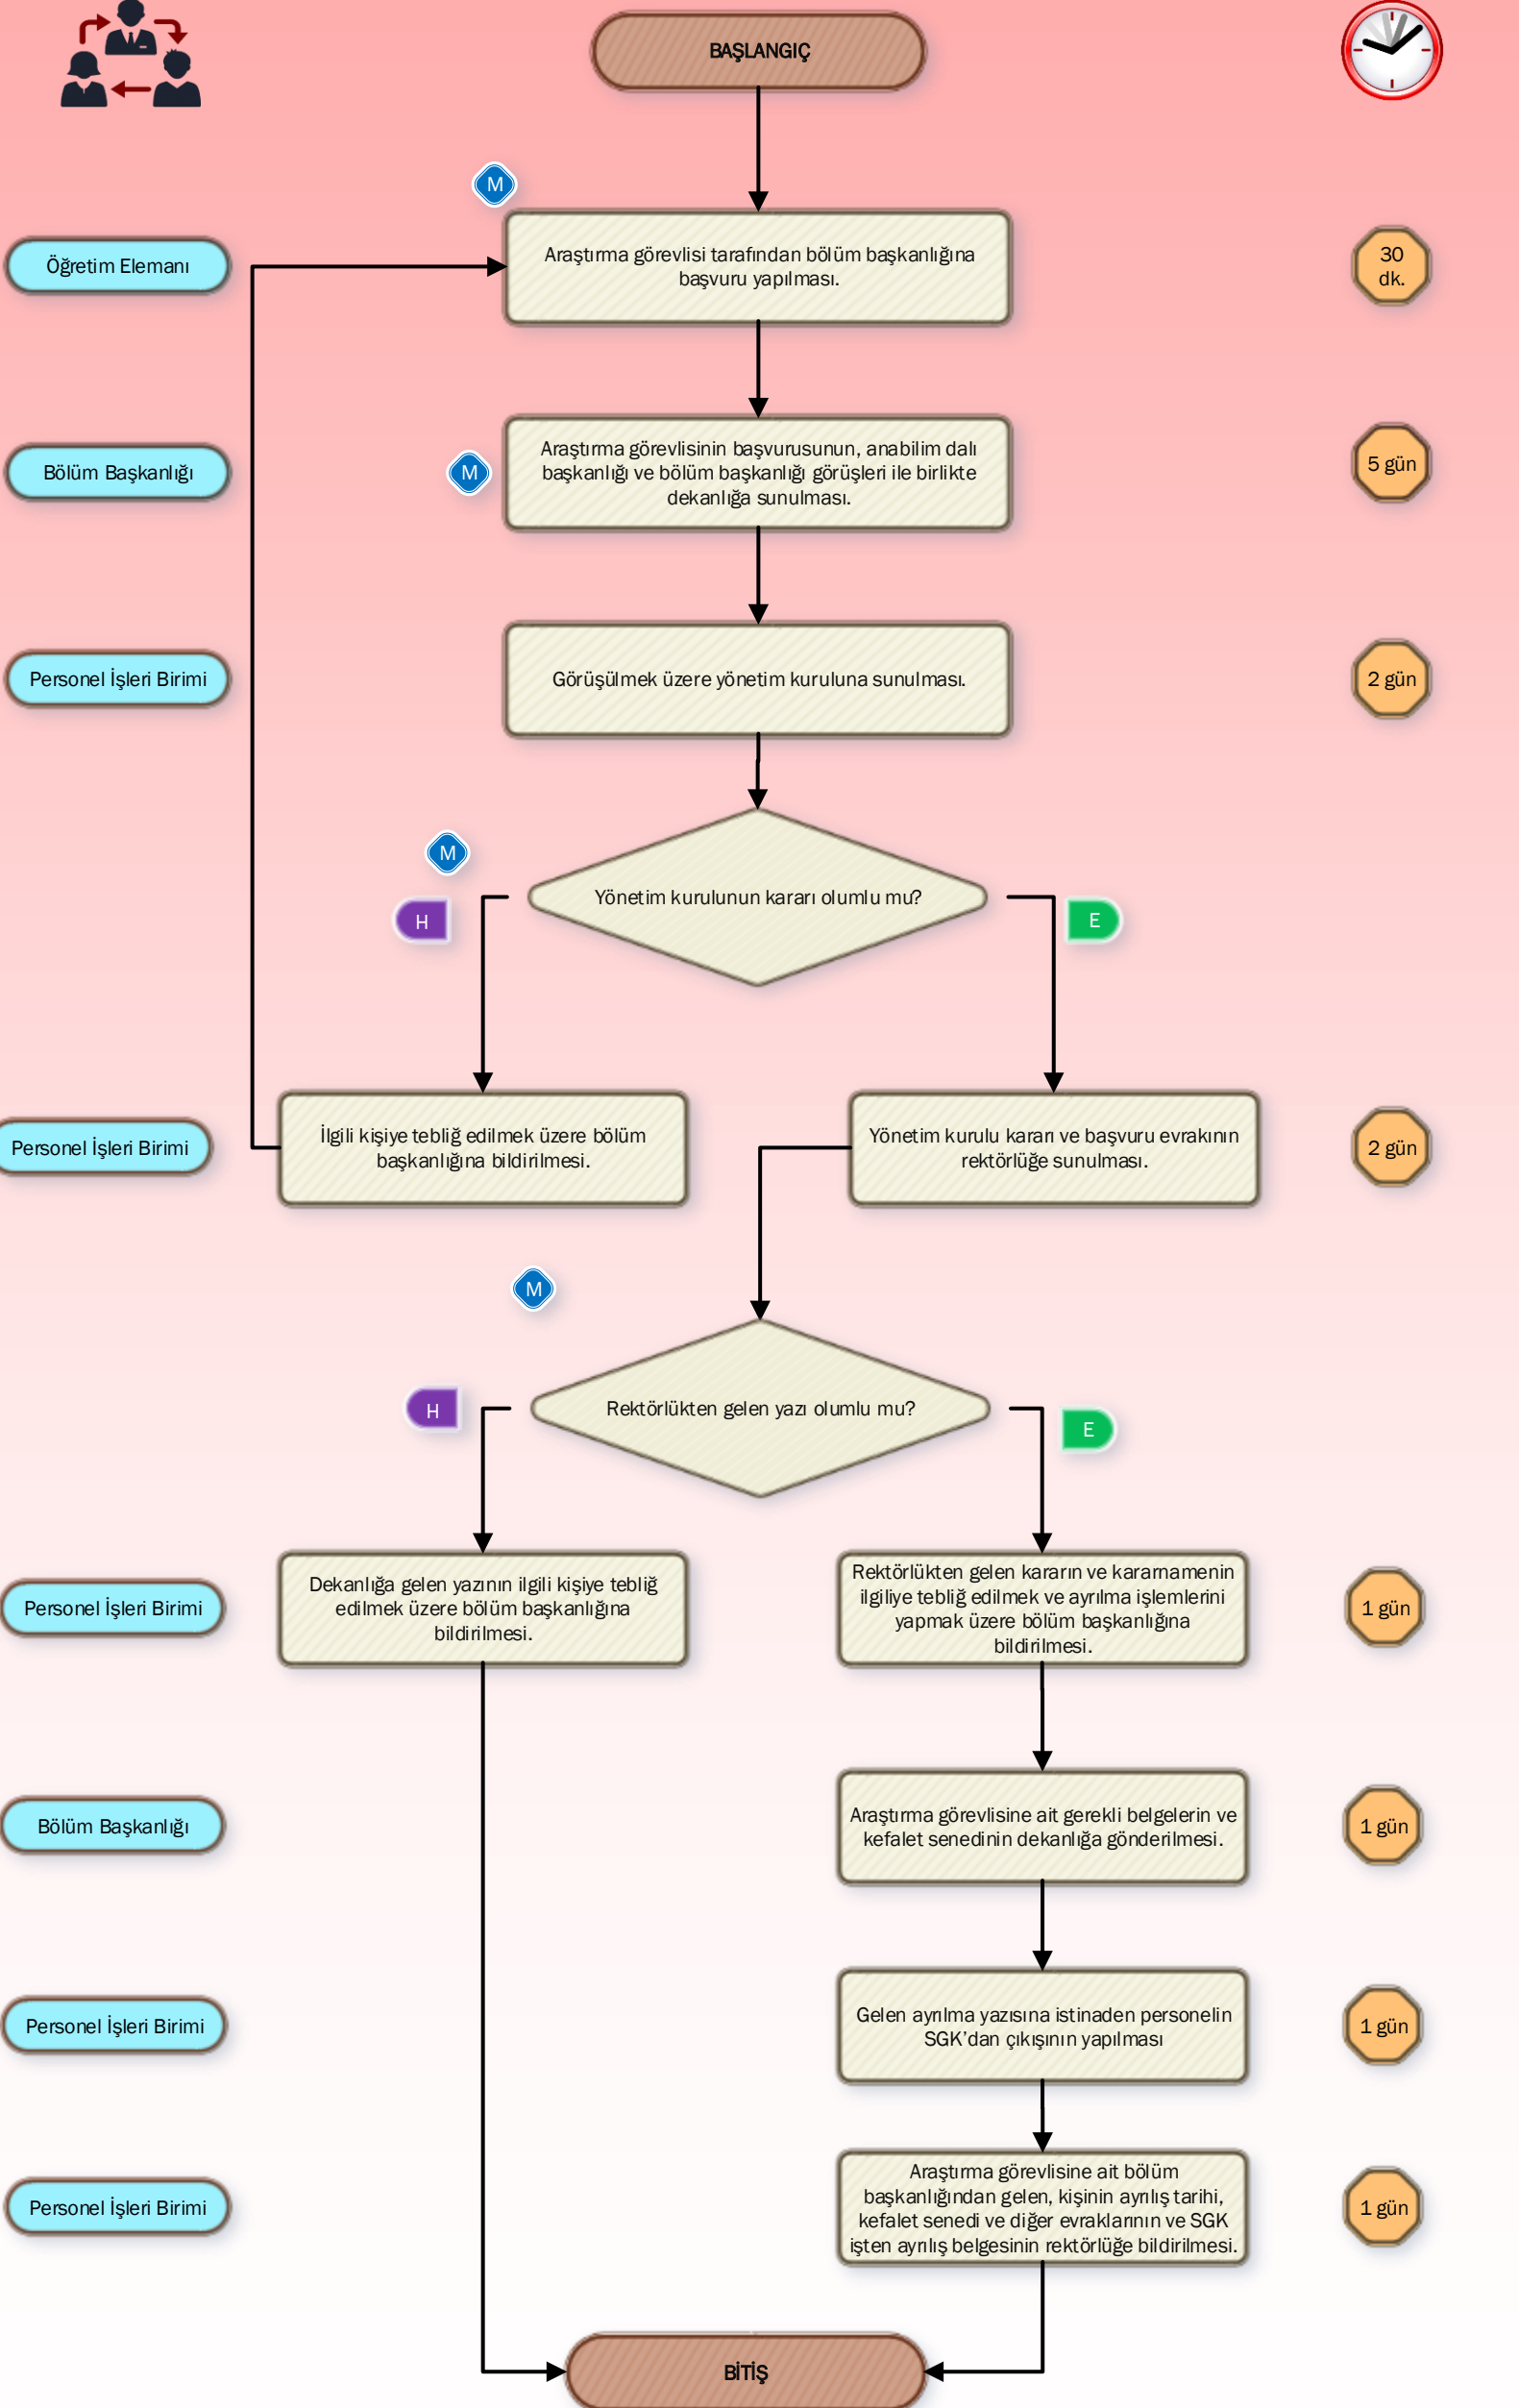 BAŞLANGIÇ
M
Öğretim Elemanı
Araştırma görevlisi tarafından bölüm başkanlığına
başvuru yapılması.
30
dk.
Bölüm Başkanlığı
M
Araştırma görevlisinin başvurusunun, anabilim dalı
başkanlığı ve bölüm başkanlığı görüşleri ile birlikte
dekanlığa sunulması.
5 gün
Personel İşleri Birimi
Görüşülmek üzere yönetim kuruluna sunulması.
2 gün
M
H
Yönetim kurulunun kararı olumlu mu?
E
Personel İşleri Birimi
İlgili kişiye tebliğ edilmek üzere bölüm
başkanlığına bildirilmesi.
Yönetim kurulu kararı ve başvuru evrakının
rektörlüğe sunulması.
2 gün
M
H
Rektörlükten gelen yazı olumlu mu?
E
Personel İşleri Birimi
Dekanlığa gelen yazının ilgili kişiye tebliğ
edilmek üzere bölüm başkanlığına
bildirilmesi.
Rektörlükten gelen kararın ve kararnamenin
ilgiliye tebliğ edilmek ve ayrılma işlemlerini
yapmak üzere bölüm başkanlığına
bildirilmesi.
1 gün
Bölüm Başkanlığı
Araştırma görevlisine ait gerekli belgelerin ve
kefalet senedinin dekanlığa gönderilmesi.
1 gün
Personel İşleri Birimi
Gelen ayrılma yazısına istinaden personelin
SGK'dan çıkışının yapılması
1 gün
Personel İşleri Birimi
Araştırma görevlisine ait bölüm
başkanlığından gelen, kişinin ayrılış tarihi,
kefalet senedi ve diğer evraklarının ve SGK
işten ayrılış belgesinin rektörlüğe bildirilmesi.
1 gün
BİTİŞ